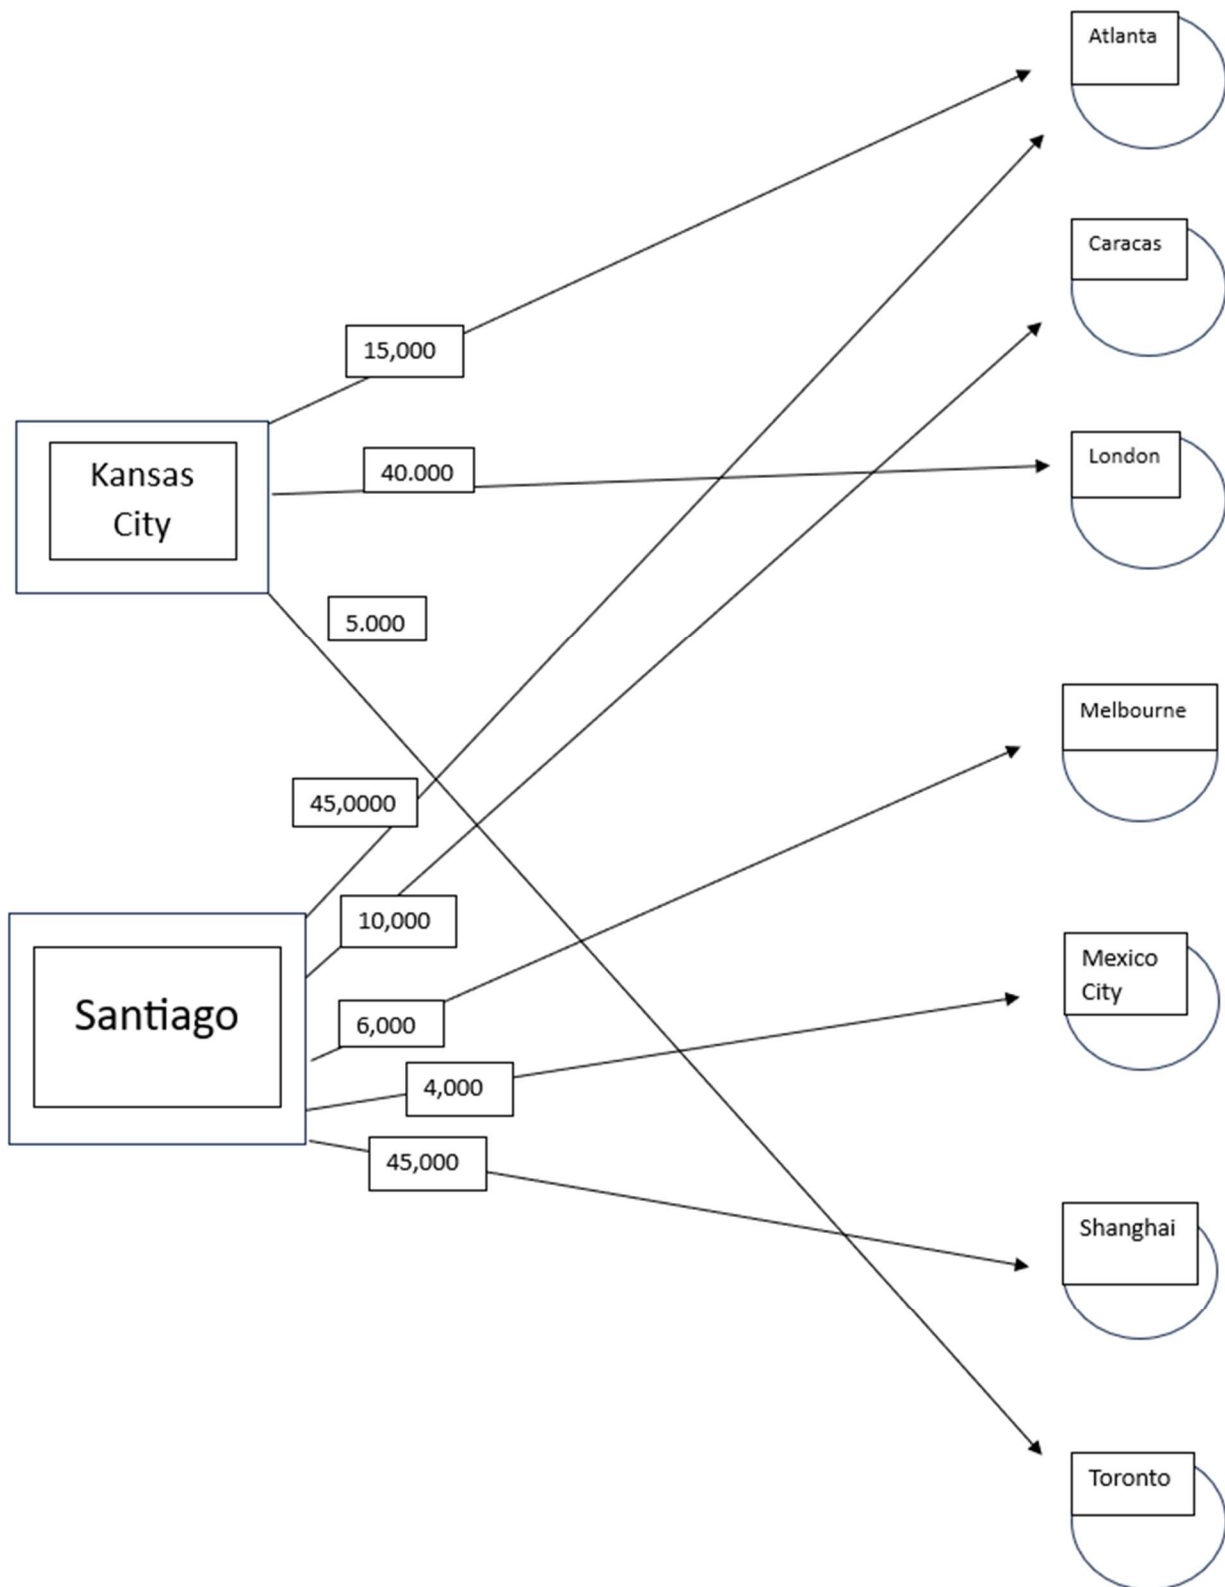 Atlanta
Caracas
15,000
Kansas
City
40.000
London
5.000
Melbourne
45,0000
10,000
Santiago
6,000
Mexico
City
4,000
45,000
Shanghai
Toronto